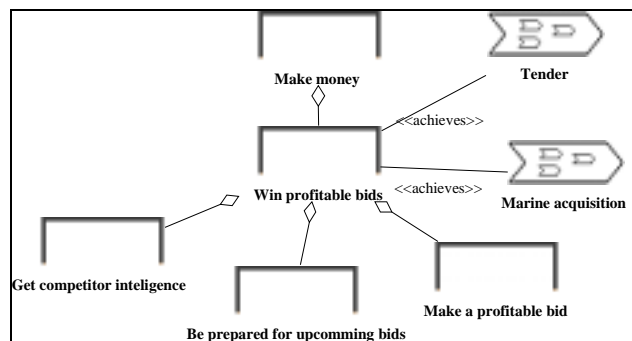 Make money
Tender
<<achieves>>
Win profitable bids
<<achieves>>
Marine acquisition
Get competitor inteligence
Make a profitable bid
Be prepared for upcomming bids